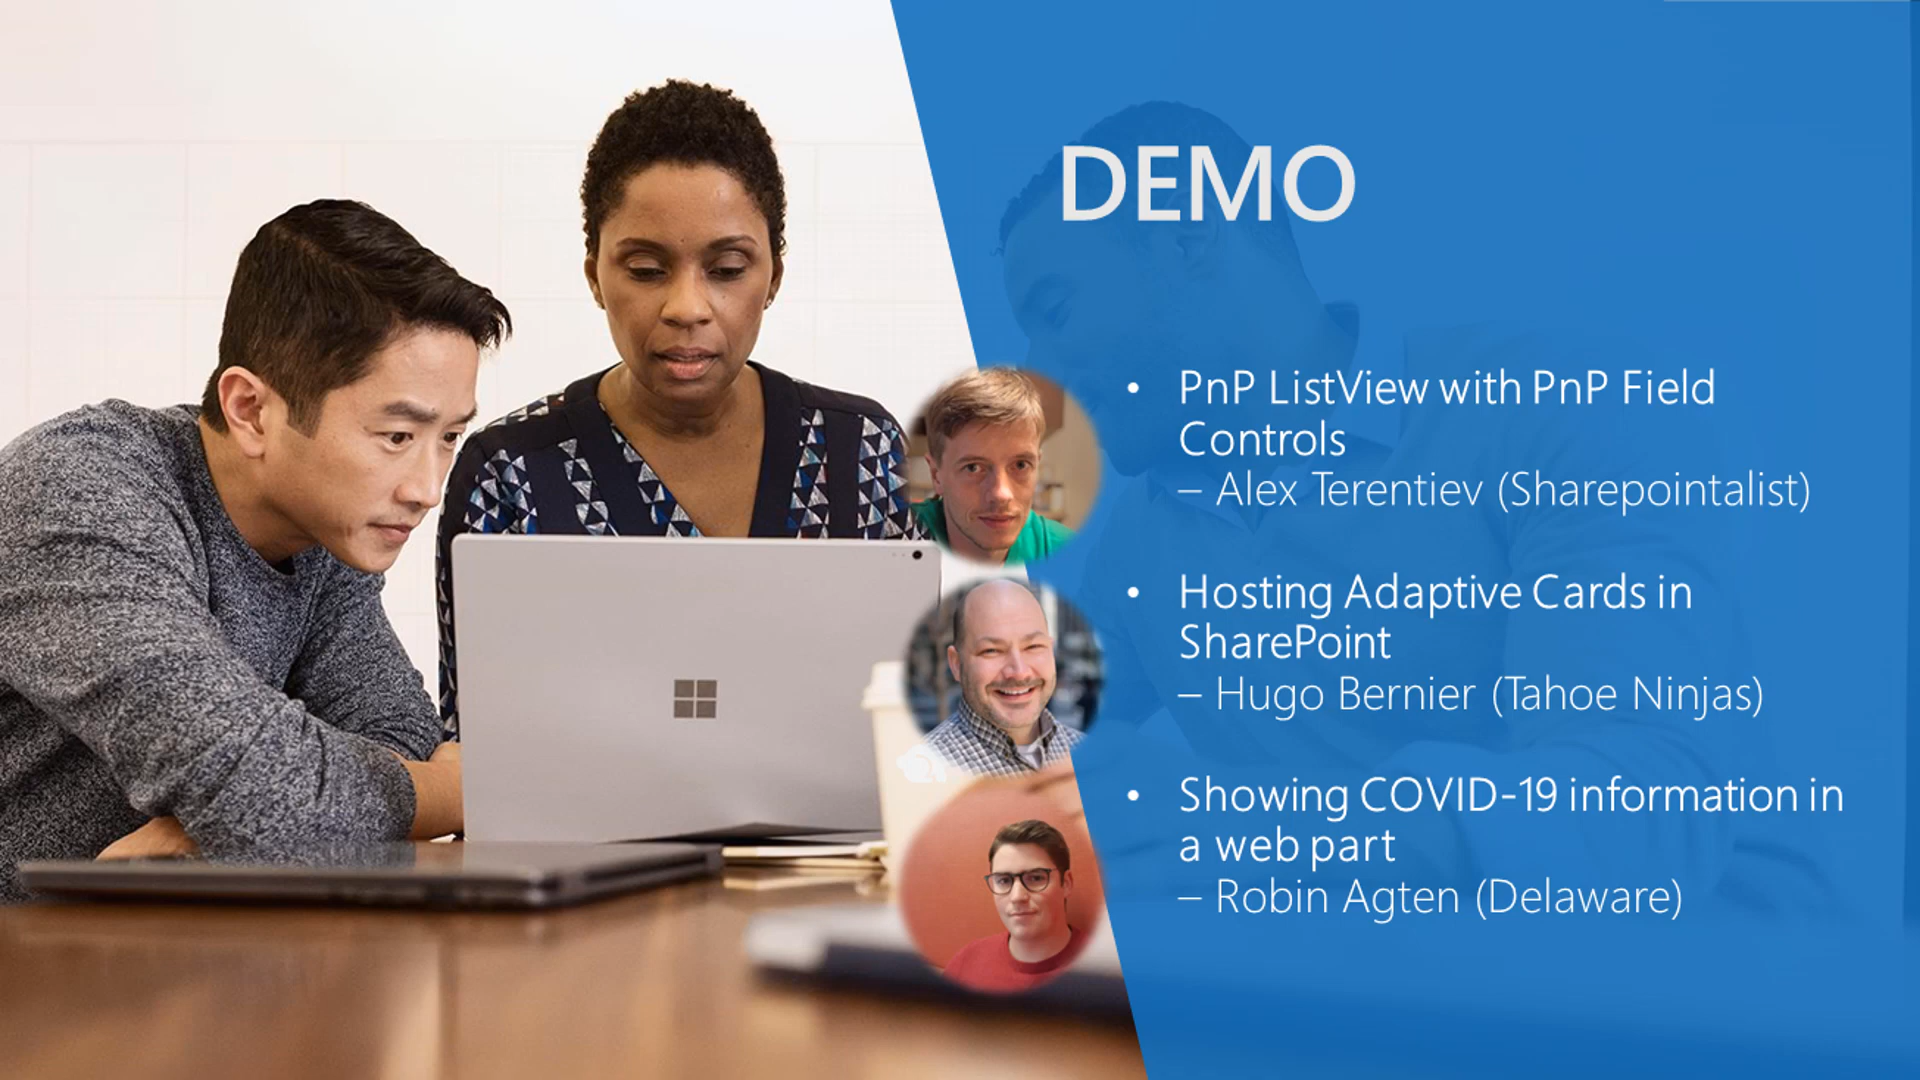 DEMO
• PnP ListView with PnP Field
Controls
– Alex Terentiev (Sharepointalist)
• Hosting Adaptive Cards in
SharePoint
– Hugo Bernier (Tahoe Ninjas)
• Showing COVID-19 information in
a web part
– Robin Agten (Delaware)